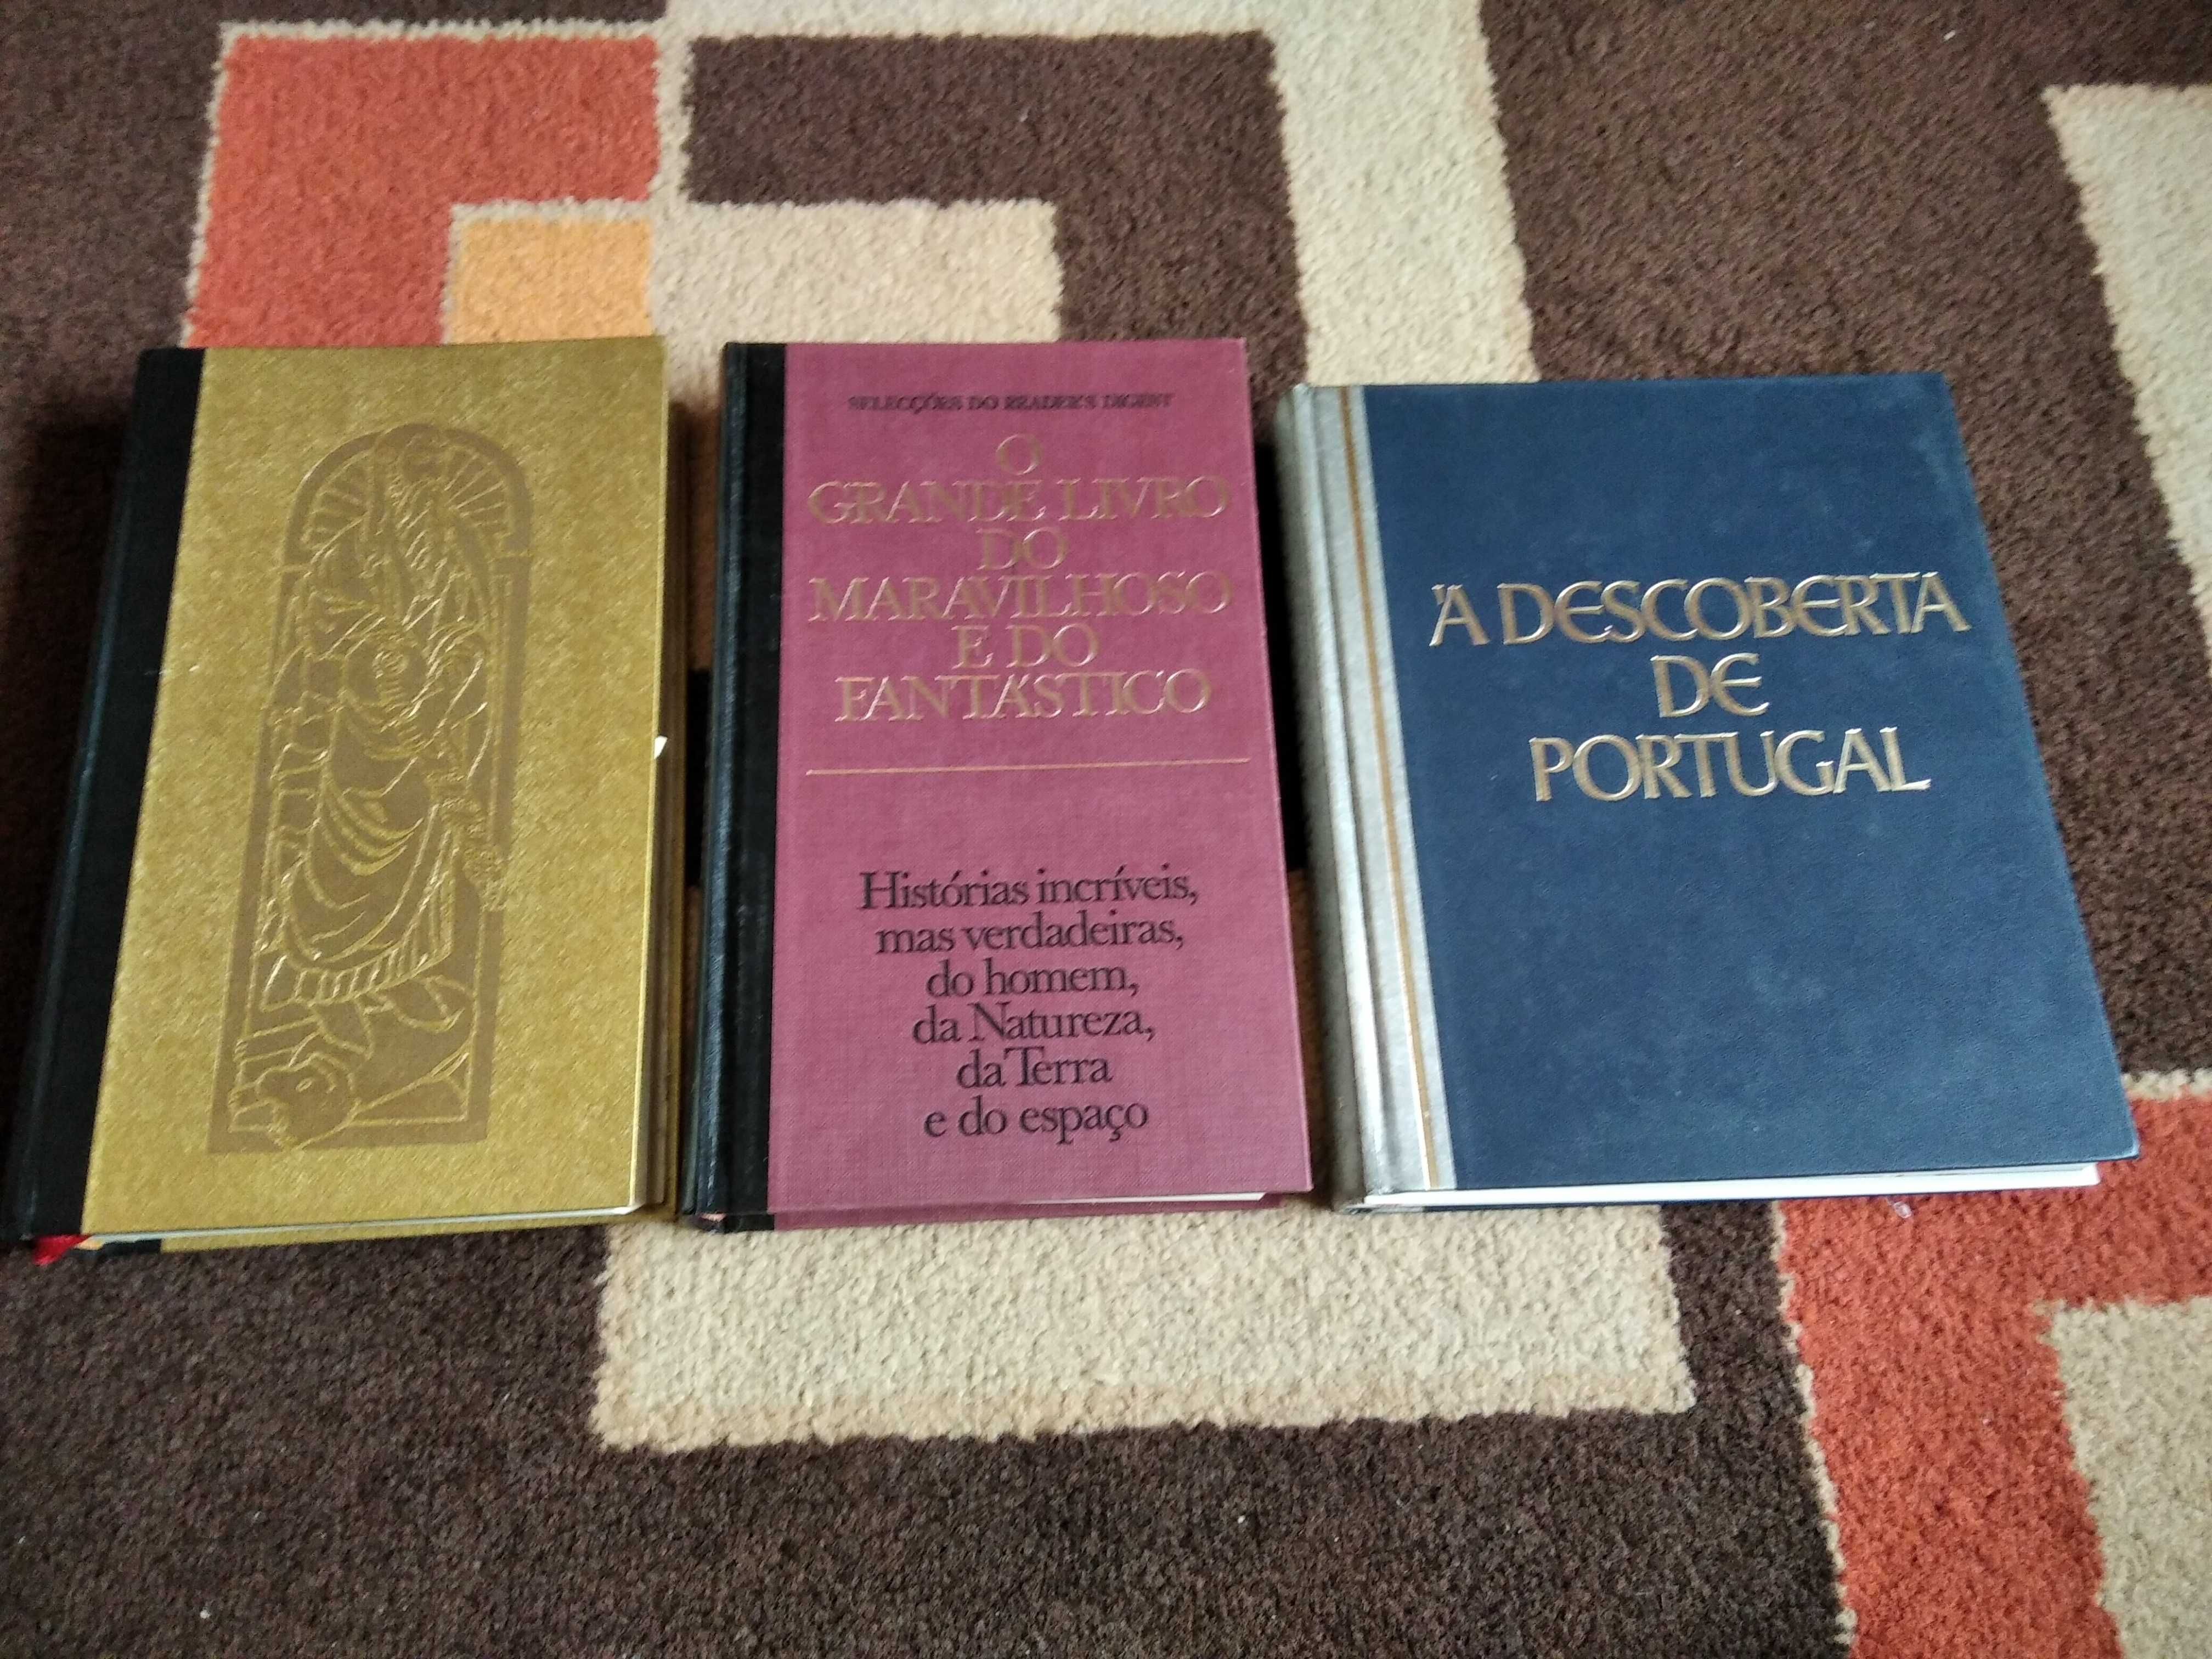 SELECÇÕES DO READER'S DIGEST
O
GRANDE LIVRO
DO
MARAVILHOSO
E DO
FANTÁSTICO
Histórias incríveis,
mas verdadeiras,
do homem,
da Natureza,
da Terra
e do espaço
À DESCOBERTA
DE
PORTUGAL